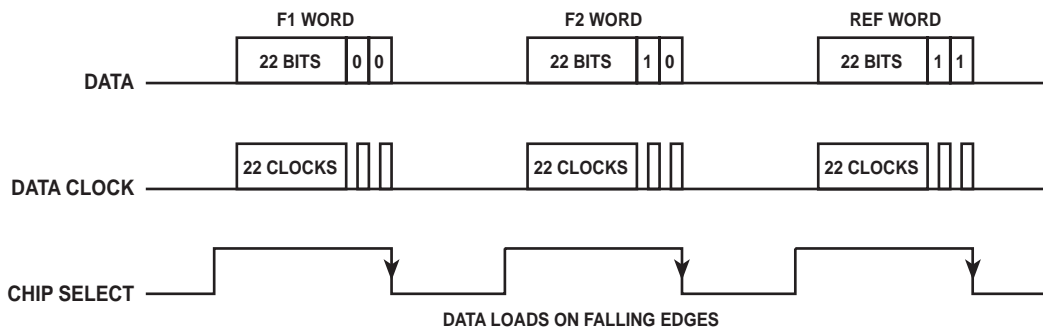 F1 WORD F2 WORD REF WORD
DATA 22 BITS 0 0 22 BITS 1 0 22 BITS 1 1
DATA CLOCK 22 CLOCKS 22 CLOCKS 22 CLOCKS
CHIP SELECT
DATA LOADS ON FALLING EDGES